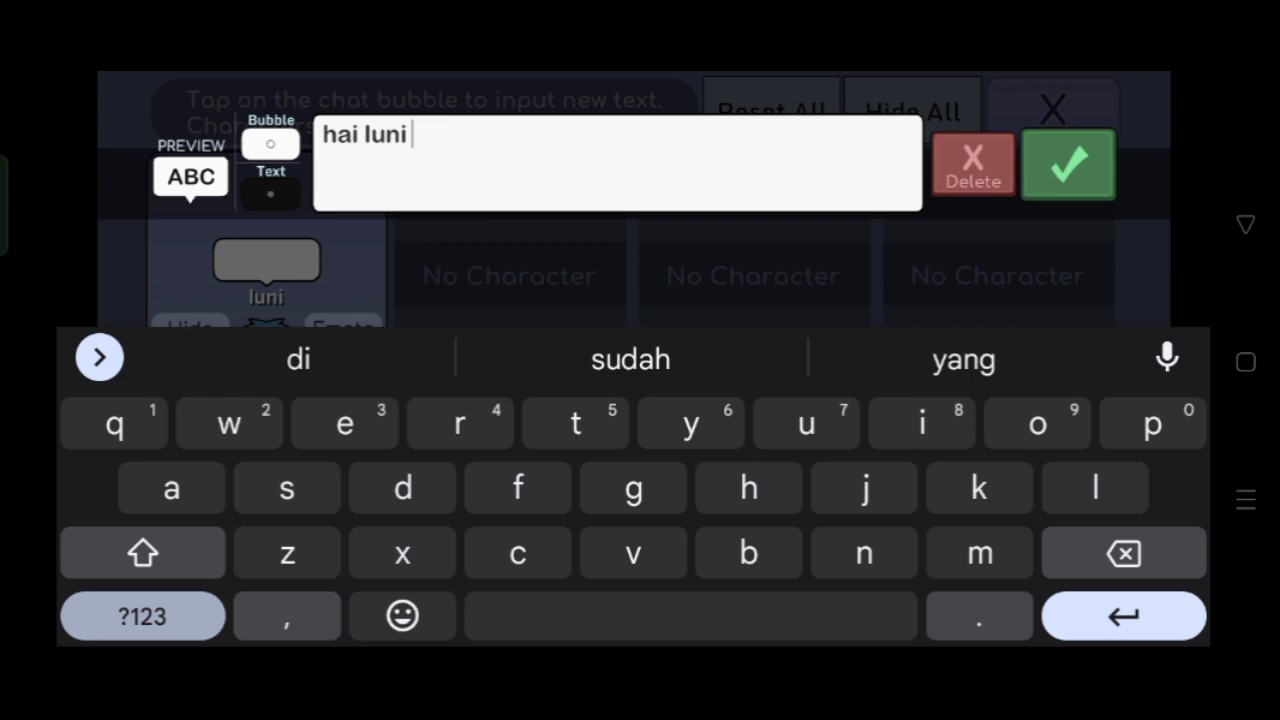 Tap on the chat bubble to input new text.
Reset All
Hide All
X
Bubble
PREVIEW
ABC
Text
hai luni
X
Delete
No Character
No Character
No Character
luni
Hide
Empty
di
sudah
yang
q 1 w 2 e 3 r 4 t 5 y 6 u 7 i 8 o 9 p 0
a s d f g h j k l
z x c v b n m
?123 , .